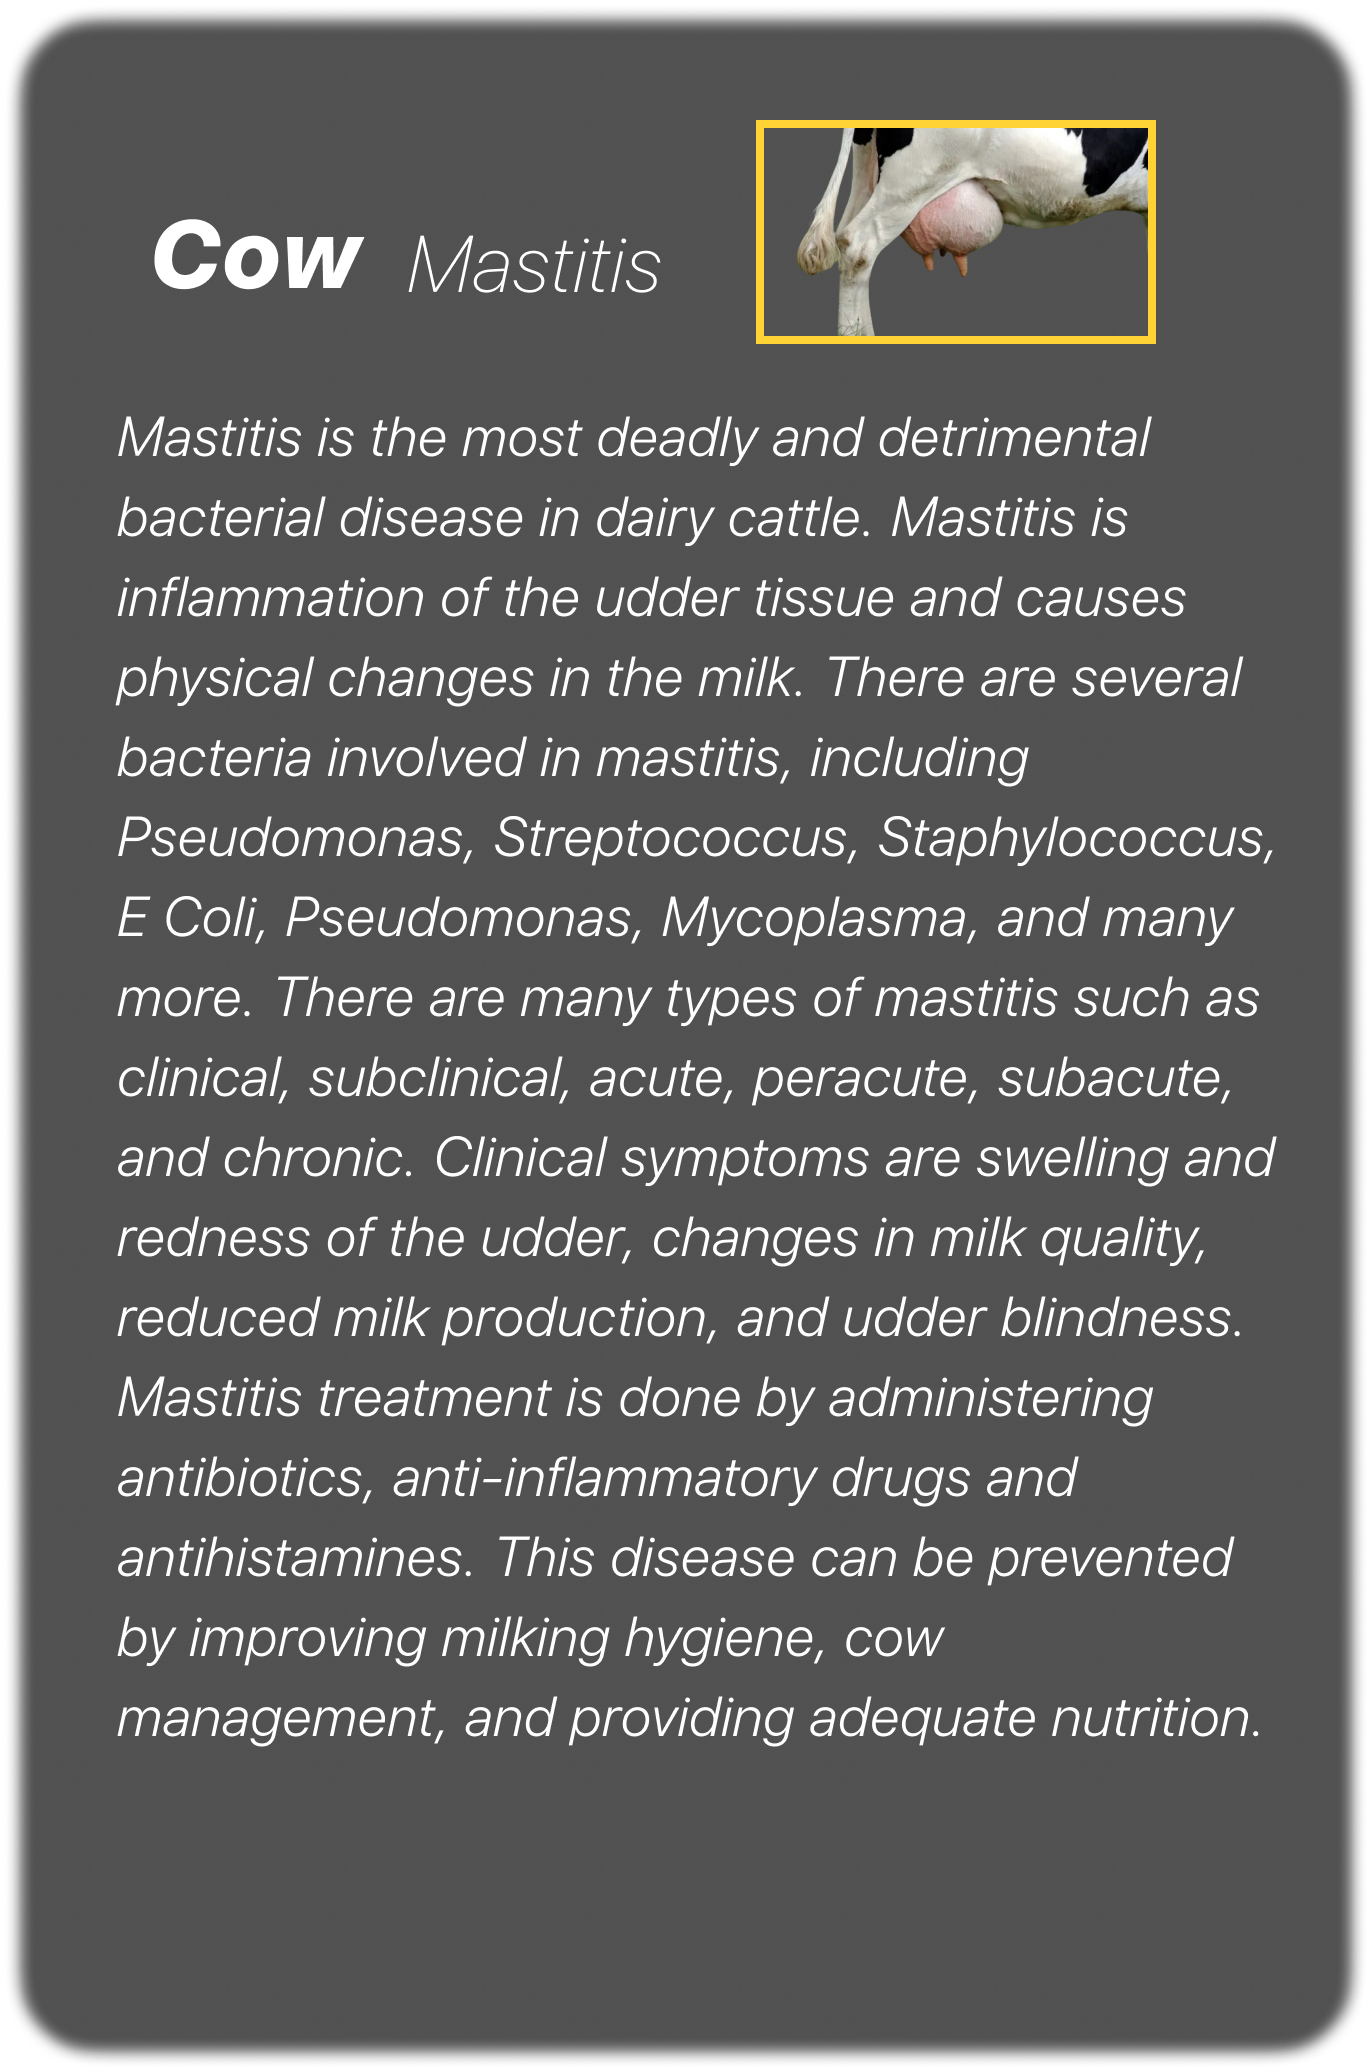 Cow Mastitis
Mastitis is the most deadly and detrimental
bacterial disease in dairy cattle. Mastitis is
inflammation of the udder tissue and causes
physical changes in the milk. There are several
bacteria involved in mastitis, including
Pseudomonas, Streptococcus, Staphylococcus,
E Coli, Pseudomonas, Mycoplasma, and many
more. There are many types of mastitis such as
clinical, subclinical, acute, peracute, subacute,
and chronic. Clinical symptoms are swelling and
redness of the udder, changes in milk quality,
reduced milk production, and udder blindness.
Mastitis treatment is done by administering
antibiotics, anti-inflammatory drugs and
antihistamines. This disease can be prevented
by improving milking hygiene, cow
management, and providing adequate nutrition.